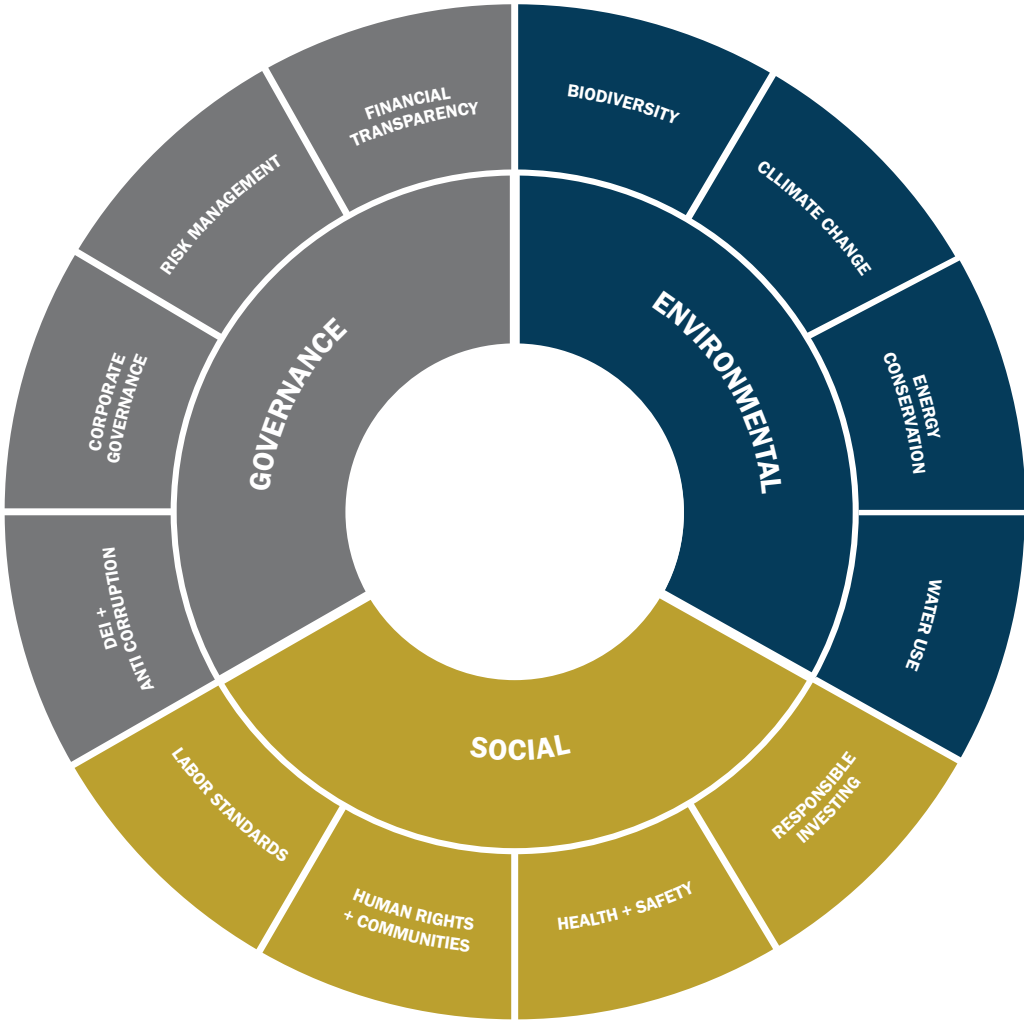 ENVIRONMENTAL
BIODIVERSITY
CLLIMATE CHANGE
ENERGY
CONSERVATION
WATER USE
SOCIAL
RESPONSIBLE
INVESTING
HEALTH + SAFETY
HUMAN RIGHTS
+ COMMUNITIES
LABOR STANDARDS
GOVERNANCE
DEI +
ANTI CORRUPTION
CORPORATE
GOVERNANCE
RISK MANAGEMENT
FINANCIAL
TRANSPARENCY